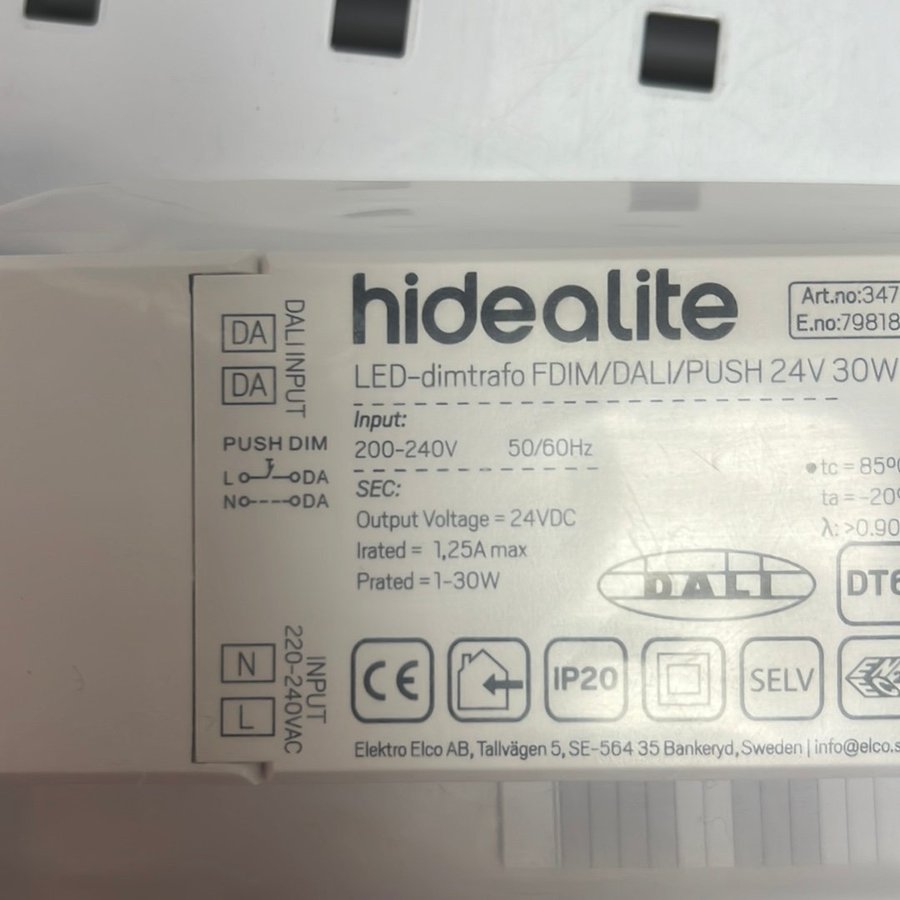 DA
DA
DALI INPUT
PUSH DIM
L DA
N DA
N
L
INPUT
220-240VAC
hidealite
Art.no:347
E.no:79818
LED-dimtrafo FDIM/DALI/PUSH 24V 30W
Input:
200-240V 50/60Hz
SEC:
Output Voltage = 24VDC
Irated = 1,25A max
Prated = 1-30W
tc = 85°
ta = -20°
λ: >0.90
DALI
DT6
CE
IP20
SELV
ENEC
Elektro Elco AB, Tallvägen 5, SE-564 35 Bankeryd, Sweden | info@elco.s